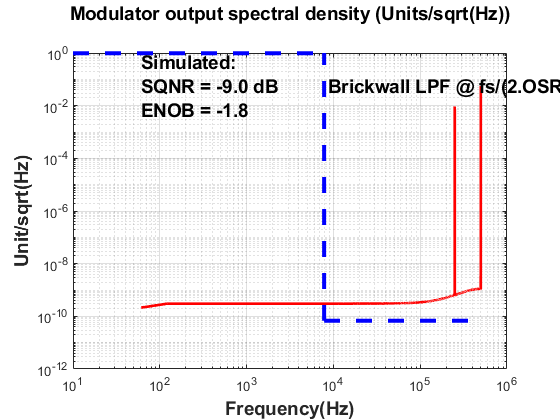 Modulator output spectral density (Units/sqrt(Hz))
10^0
Simulated:
SQNR = -9.0 dB
Brickwall LPF @ fs/(2.OSR
ENOB = -1.8
10^-2
10^-4
10^-6
10^-8
10^-10
10^-12
Unit/sqrt(Hz)
10^1
10^2
10^3
10^4
10^5
10^6
Frequency(Hz)